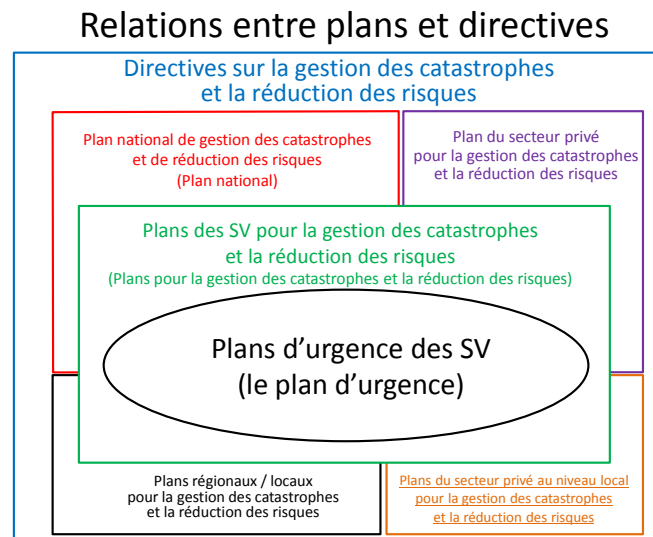 Relations entre plans et directives
Directives sur la gestion des catastrophes
et la réduction des risques
Plan national de gestion des catastrophes
et de réduction des risques
(Plan national)
Plan du secteur privé
pour la gestion des catastrophes
et la réduction des risques
Plans des SV pour la gestion des catastrophes
et la réduction des risques
(Plans pour la gestion des catastrophes et la réduction des risques)
Plans d’urgence des SV
(le plan d’urgence)
Plans régionaux / locaux
pour la gestion des catastrophes
et la réduction des risques
Plans du secteur privé au niveau local
pour la gestion des catastrophes
et la réduction des risques